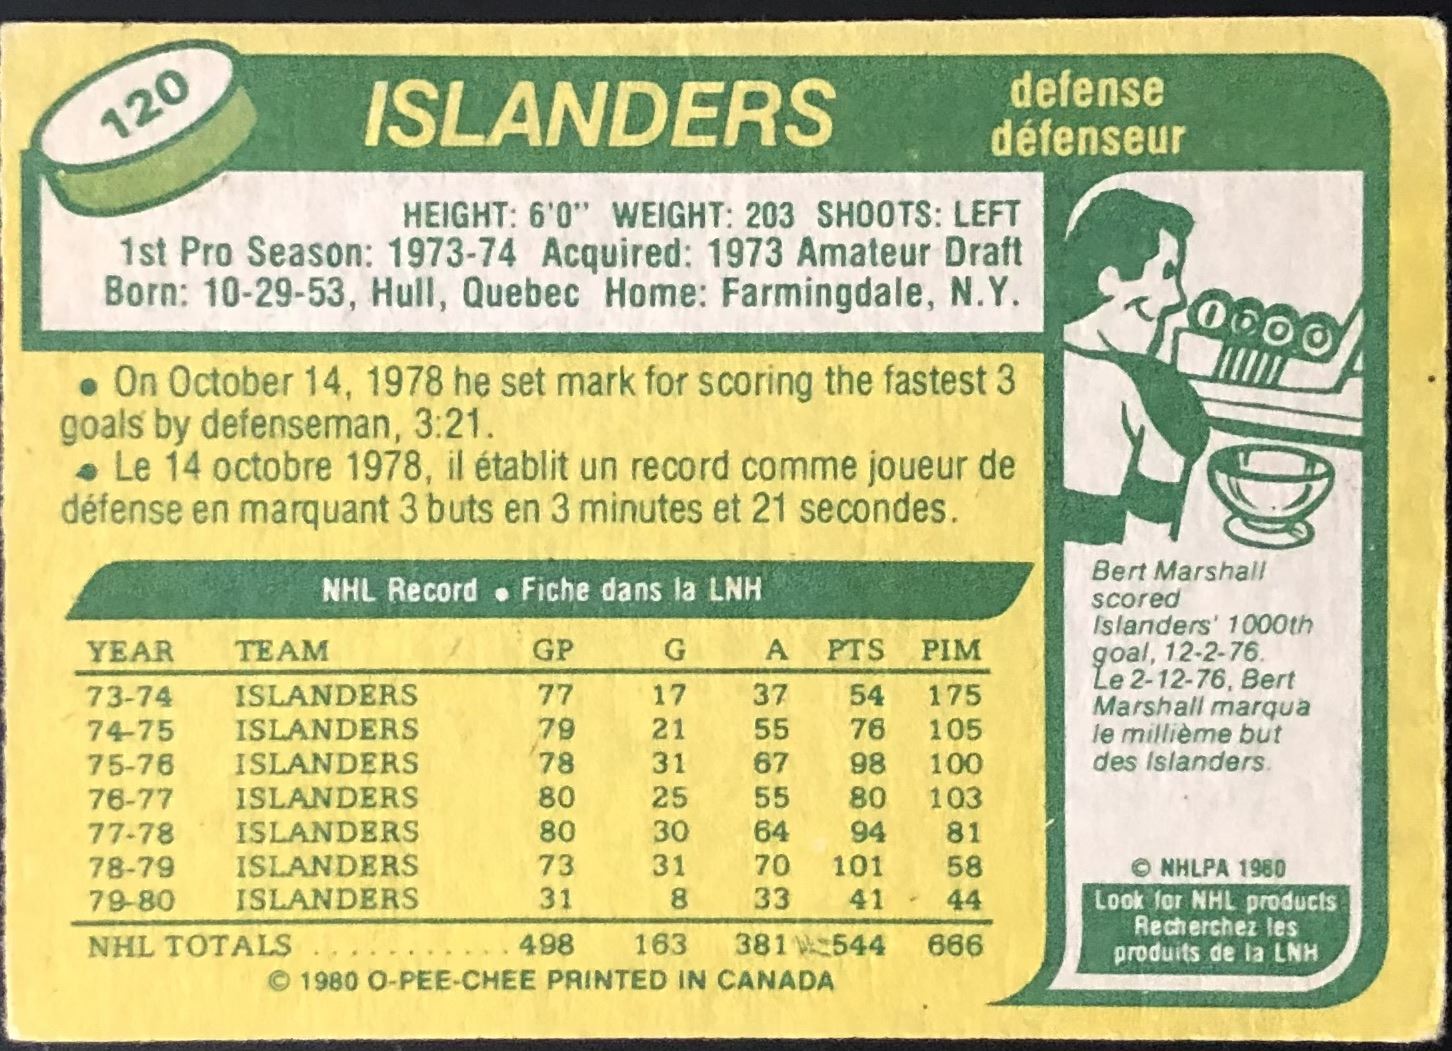 120
ISLANDERS
defense
défenseur
HEIGHT: 6'0" WEIGHT: 203 SHOOTS: LEFT
1st Pro Season: 1973-74 Acquired: 1973 Amateur Draft
Born: 10-29-53, Hull, Quebec Home: Farmingdale, N.Y.
• On October 14, 1978 he set mark for scoring the fastest 3
goals by defenseman, 3:21.
• Le 14 octobre 1978, il établit un record comme joueur de
défense en marquant 3 buts en 3 minutes et 21 secondes.
NHL Record • Fiche dans la LNH
YEAR TEAM GP G A PTS PIM
73-74 ISLANDERS 77 17 37 54 175
74-75 ISLANDERS 79 21 55 76 105
75-76 ISLANDERS 78 31 67 98 100
76-77 ISLANDERS 80 25 55 80 103
77-78 ISLANDERS 80 30 64 94 81
78-79 ISLANDERS 73 31 70 101 58
79-80 ISLANDERS 31 8 33 41 44
NHL TOTALS ........... 498 163 381 544 666
© 1980 O-PEE-CHEE PRINTED IN CANADA
1000
Bert Marshall
scored
Islanders' 1000th
goal, 12-2-76.
Le 2-12-76, Bert
Marshall marqua
le millième but
des Islanders.
© NHLPA 1980
Look for NHL products
Recherchez les
produits de la LNH